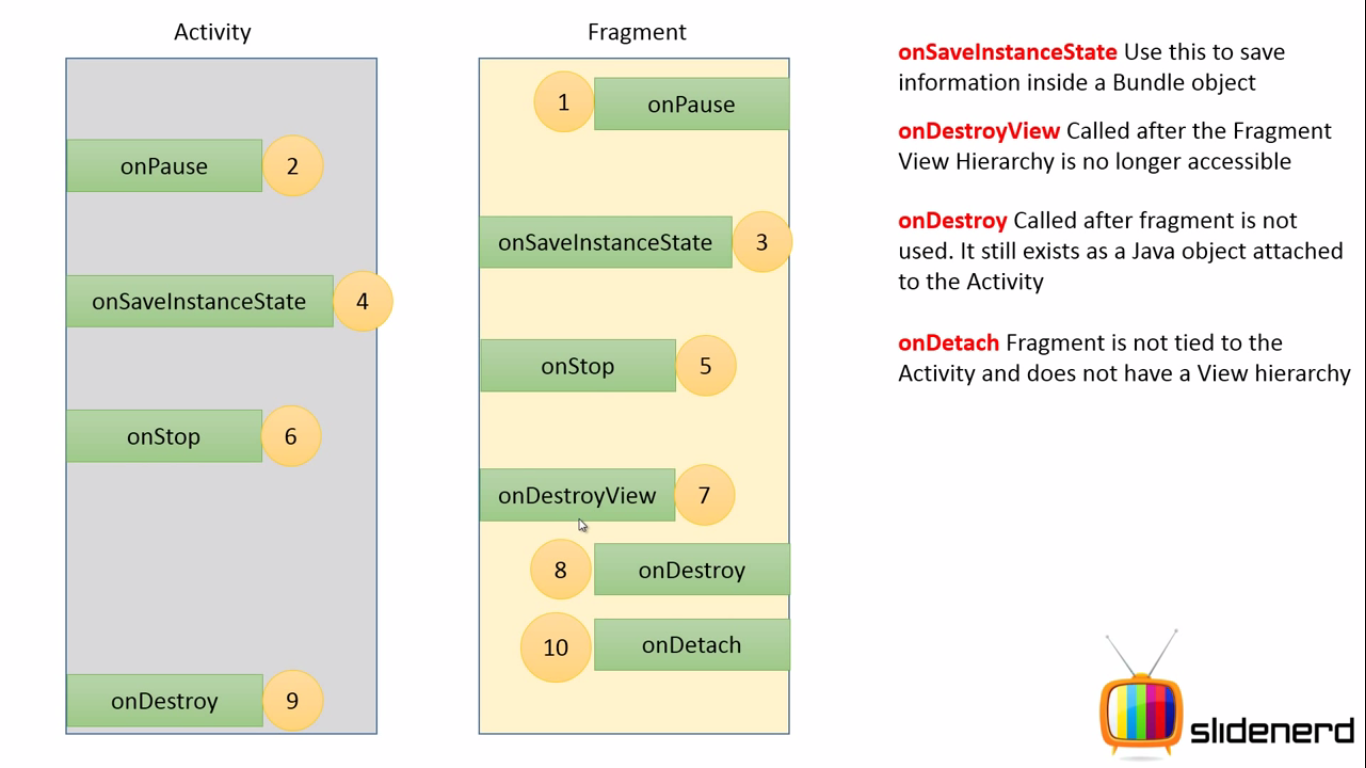 Activity
onPause
2
onSaveInstanceState
4
onStop
6
onDestroy
9
Fragment
1
onPause
onSaveInstanceState
3
onStop
5
onDestroyView
7
8
onDestroy
10
onDetach
onSaveInstanceState Use this to save
information inside a Bundle object
onDestroyView Called after the Fragment
View Hierarchy is no longer accessible
onDestroy Called after fragment is not
used. It still exists as a Java object attached
to the Activity
onDetach Fragment is not tied to the
Activity and does not have a View hierarchy
slidenerd